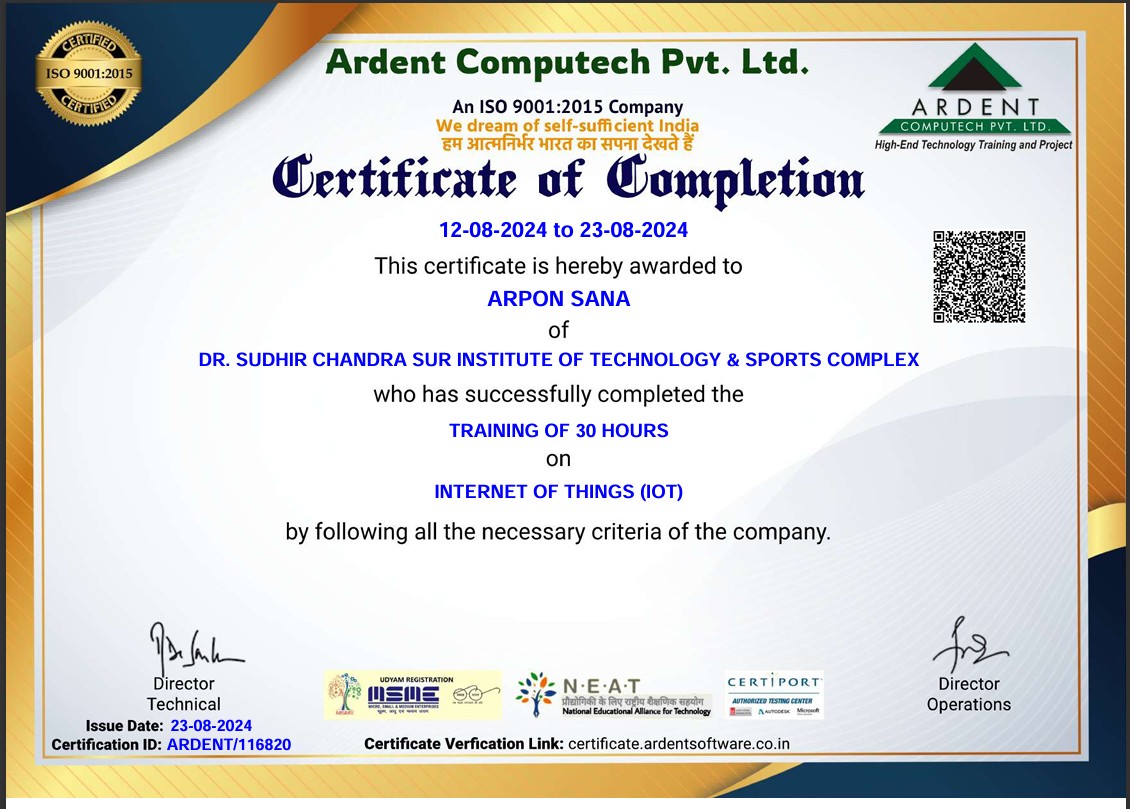 CERTIFIED
ISO 9001:2015
CERTIFIED
Ardent Computech Pvt. Ltd.
An ISO 9001:2015 Company
We dream of self-sufficient India
हम आत्मनिर्भर भारत का सपना देखते हैं
ARDENT
COMPUTECH PVT. LTD.
High-End Technology Training and Project
Certificate of Completion
12-08-2024 to 23-08-2024
This certificate is hereby awarded to
ARPON SANA
of
DR. SUDHIR CHANDRA SUR INSTITUTE OF TECHNOLOGY & SPORTS COMPLEX
who has successfully completed the
TRAINING OF 30 HOURS
on
INTERNET OF THINGS (IOT)
by following all the necessary criteria of the company.
Director
Technical
Issue Date: 23-08-2024
Certification ID: ARDENT/116820
UDYAM REGISTRATION
MSME
MICRO, SMALL & MEDIUM ENTERPRISES
सूक्ष्म, लघु एवं मध्यम उद्यम
N·E·A·T
प्रौद्योगिकी के लिए राष्ट्रीय शैक्षणिक सहयोग
National Educational Alliance for Technology
CERTIPORT
AUTHORIZED TESTING CENTER
AUTODESK
Microsoft
Director
Operations
Certificate Verfication Link: certificate.ardentsoftware.co.in